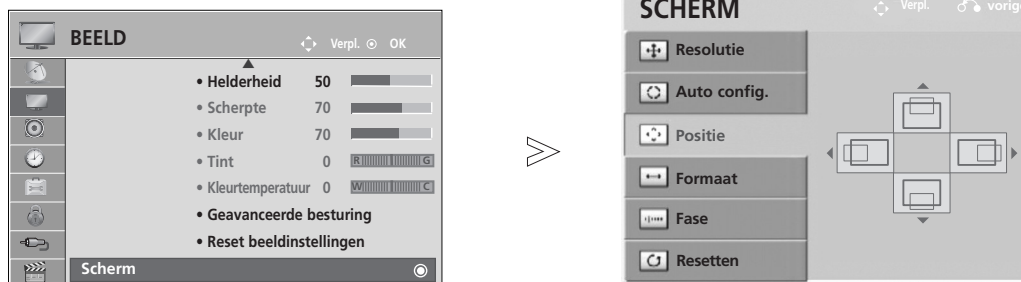 BEELD
Verpl. OK
• Helderheid 50
• Scherpte 70
• Kleur 70
• Tint 0 R G
• Kleurtemperatuur 0 W C
• Geavanceerde besturing
• Reset beeldinstellingen
Scherm
SCHERM
Verpl. vorige
Resolutie
Auto config.
Positie
Formaat
Fase
Resetten